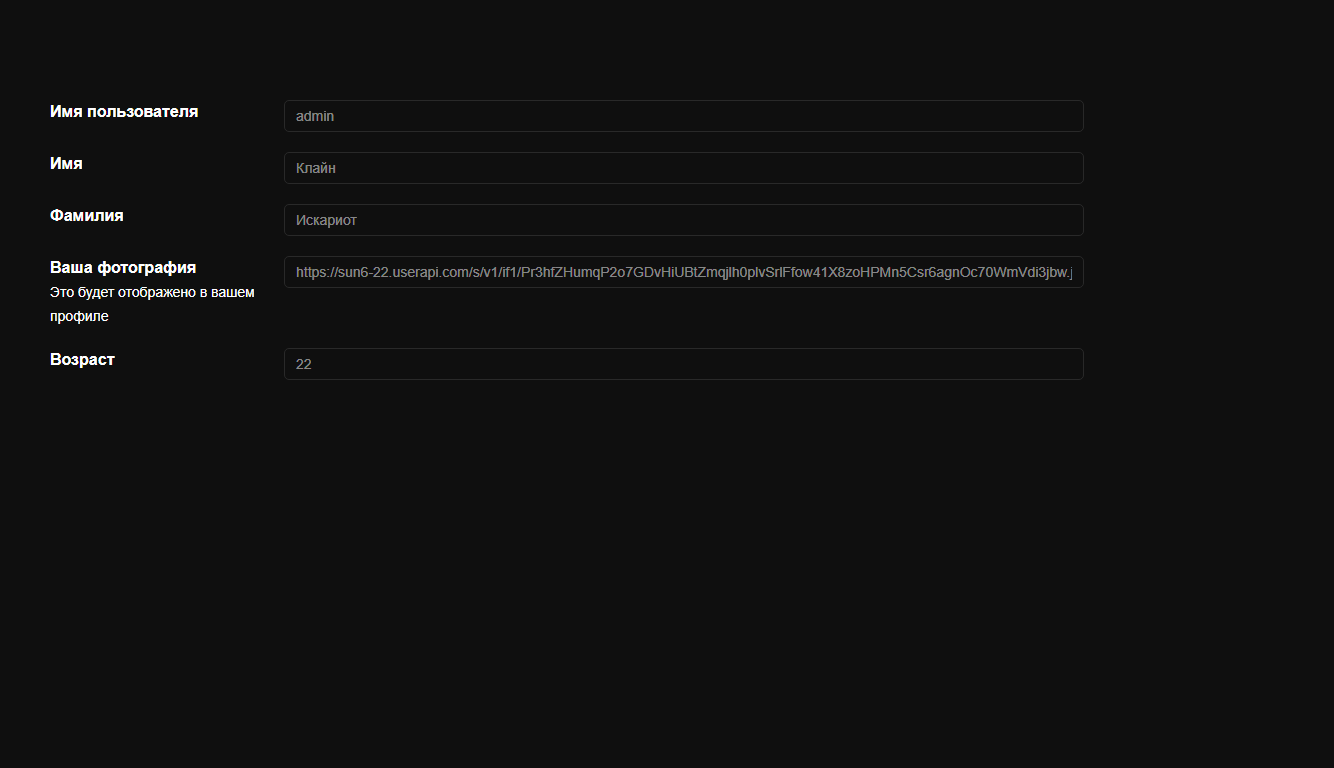 Имя пользователя
admin
Имя
Клайн
Фамилия
Искариот
Ваша фотография
Это будет отображено в вашем
профиле
https://sun6-22.userapi.com/s/v1/if1/Pr3hfZHumqP2o7GDvHiUBtZmqjIh0plvSrlFfow41X8zoHPMn5Csr6agnOc70WmVdi3jbw.j
Возраст
22